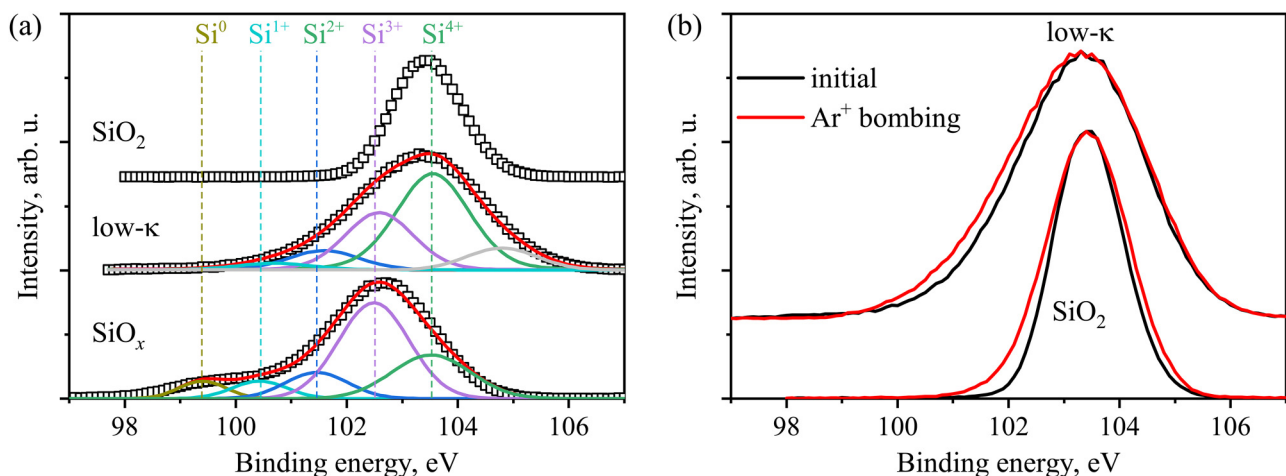 (a)
Si⁰ Si¹⁺ Si²⁺ Si³⁺ Si⁴⁺
SiO₂
low-κ
SiOₓ
Intensity, arb. u.
98 100 102 104 106
Binding energy, eV
(b)
low-κ
initial
Ar⁺ bombing
SiO₂
Intensity, arb. u.
98 100 102 104 106
Binding energy, eV